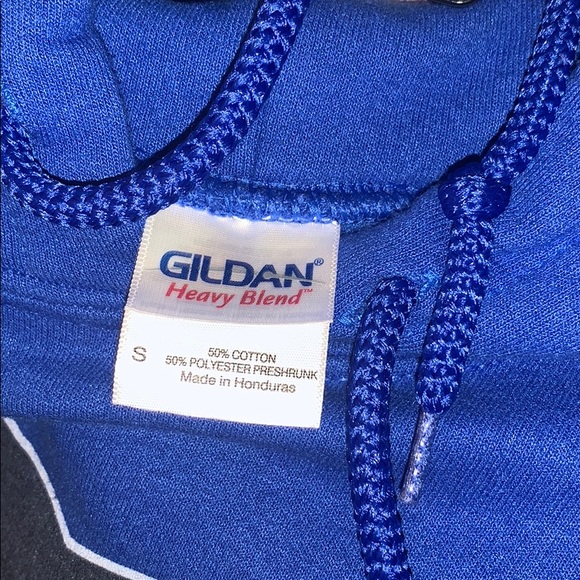 GILDAN®
Heavy Blend™
S
50% COTTON
50% POLYESTER PRESHRUNK
Made in Honduras